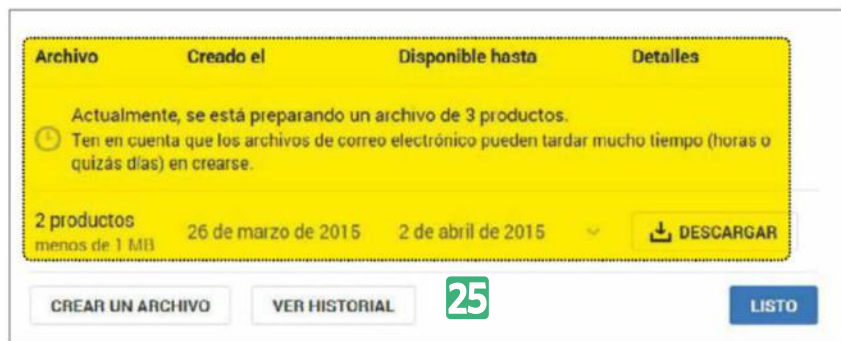 Archivo Creado el Disponible hasta Detalles
Actualmente, se está preparando un archivo de 3 productos.
Ten en cuenta que los archivos de correo electrónico pueden tardar mucho tiempo (horas o
quizás días) en crearse.
2 productos
menos de 1 MB 26 de marzo de 2015 2 de abril de 2015 DESCARGAR
CREAR UN ARCHIVO VER HISTORIAL 25 LISTO